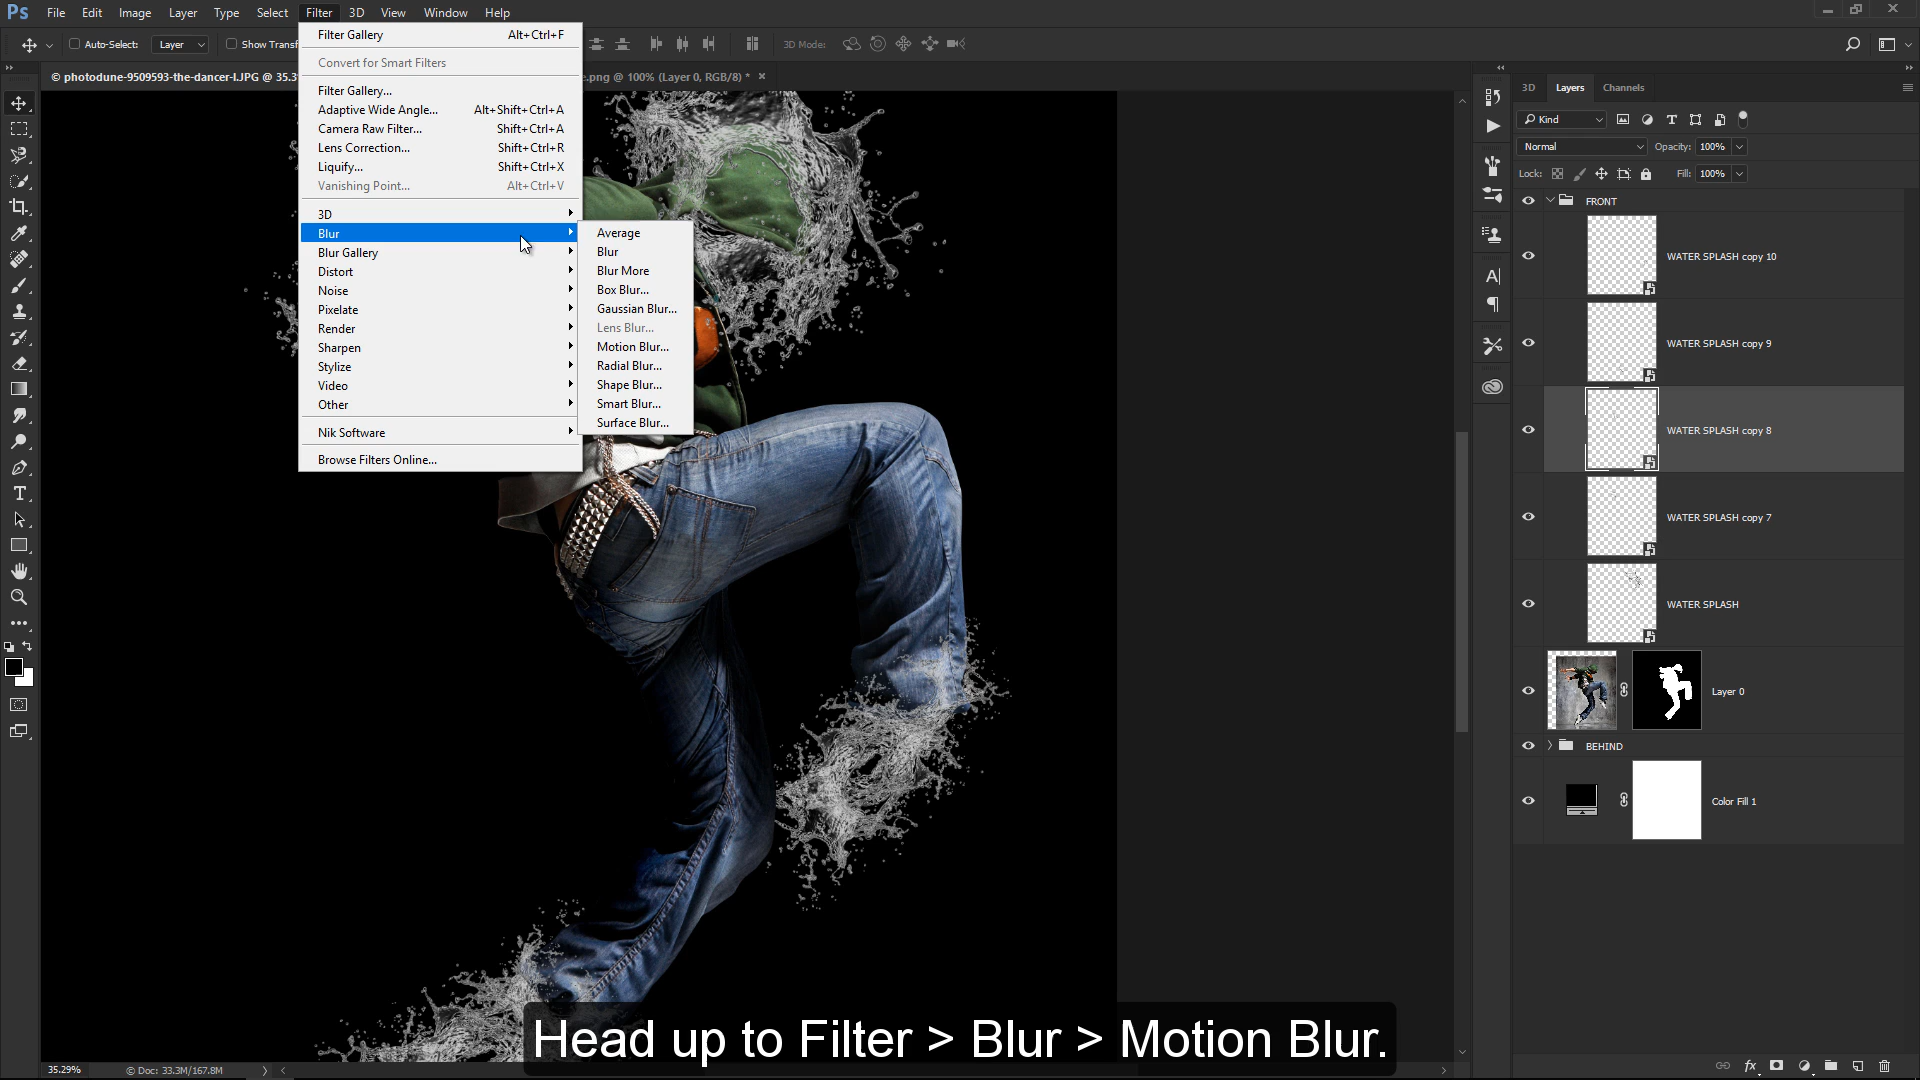 Ps File Edit Image Layer Type Select Filter 3D View Window Help
Auto-Select: Layer Show Transf 3D Mode:
© photodune-9509593-the-dancer-I.JPG @ 35.3 e.png @ 100% (Layer 0, RGB/8) *
Filter Gallery Alt+Ctrl+F
Convert for Smart Filters
Filter Gallery...
Adaptive Wide Angle... Alt+Shift+Ctrl+A
Camera Raw Filter... Shift+Ctrl+A
Lens Correction... Shift+Ctrl+R
Liquify... Shift+Ctrl+X
Vanishing Point... Alt+Ctrl+V
3D
Blur
Blur Gallery
Distort
Noise
Pixelate
Render
Sharpen
Stylize
Video
Other
Nik Software
Browse Filters Online...
Average
Blur
Blur More
Box Blur...
Gaussian Blur...
Lens Blur...
Motion Blur...
Radial Blur...
Shape Blur...
Smart Blur...
Surface Blur...
3D Layers Channels
Kind
Normal Opacity: 100%
Lock: Fill: 100%
FRONT
WATER SPLASH copy 10
WATER SPLASH copy 9
WATER SPLASH copy 8
WATER SPLASH copy 7
WATER SPLASH
Layer 0
BEHIND
Color Fill 1
Head up to Filter > Blur > Motion Blur.
35.29% © Doc: 33.3M/167.8M